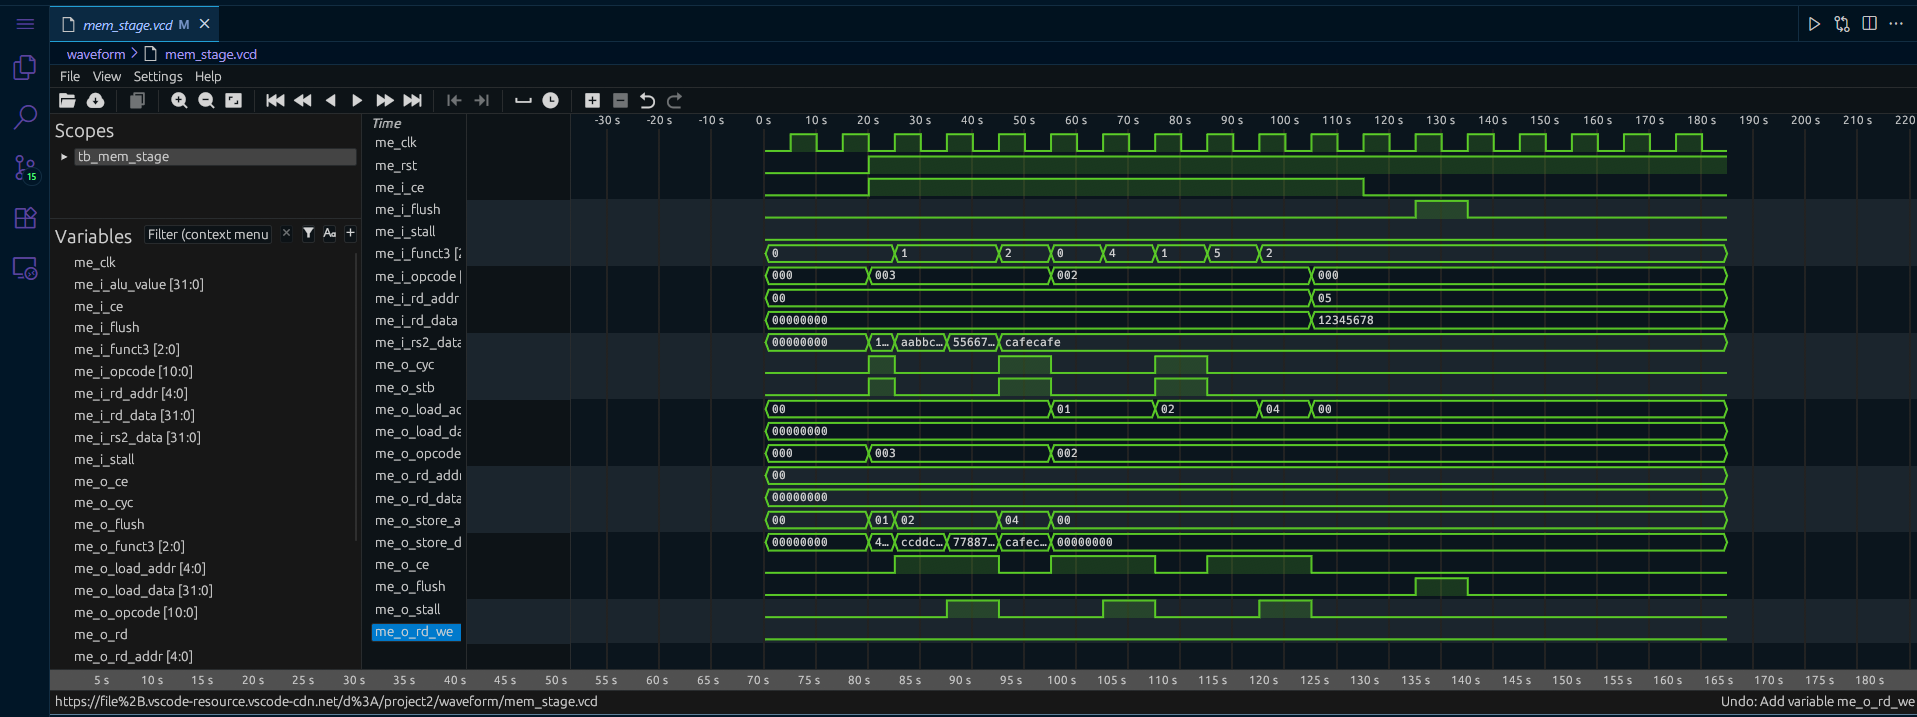 mem_stage.vcd M
waveform > mem_stage.vcd
File View Settings Help
Scopes
tb_mem_stage
15
Variables
Filter (context menu
Aa
me_clk
me_i_alu_value [31:0]
me_i_ce
me_i_flush
me_i_funct3 [2:0]
me_i_opcode [10:0]
me_i_rd_addr [4:0]
me_i_rd_data [31:0]
me_i_rs2_data [31:0]
me_i_stall
me_o_ce
me_o_cyc
me_o_flush
me_o_funct3 [2:0]
me_o_load_addr [4:0]
me_o_load_data [31:0]
me_o_opcode [10:0]
me_o_rd
me_o_rd_addr [4:0]
Time
-30 s -20 s -10 s 0 s 10 s 20 s 30 s 40 s 50 s 60 s 70 s 80 s 90 s 100 s 110 s 120 s 130 s 140 s 150 s 160 s 170 s 180 s 190 s 200 s 210 s 220
me_clk
me_rst
me_i_ce
me_i_flush
me_i_stall
me_i_funct3 [2 0 1 2 0 4 1 5 2
me_i_opcode [ 000 003 002 000
me_i_rd_addr 00 05
me_i_rd_data 00000000 12345678
me_i_rs2_data 00000000 1… aabbc… 55667… cafecafe
me_o_cyc
me_o_stb
me_o_load_ad 00 01 02 04 00
me_o_load_da 00000000
me_o_opcode 000 003 002
me_o_rd_addr 00
me_o_rd_data 00000000
me_o_store_a 00 01 02 04 00
me_o_store_d 00000000 4… ccddc… 77887… cafec… 00000000
me_o_ce
me_o_flush
me_o_stall
me_o_rd_we
5 s 10 s 15 s 20 s 25 s 30 s 35 s 40 s 45 s 50 s 55 s 60 s 65 s 70 s 75 s 80 s 85 s 90 s 95 s 100 s 105 s 110 s 115 s 120 s 125 s 130 s 135 s 140 s 145 s 150 s 155 s 160 s 165 s 170 s 175 s 180 s
https://file%2B.vscode-resource.vscode-cdn.net/d%3A/project2/waveform/mem_stage.vcd
Undo: Add variable me_o_rd_we